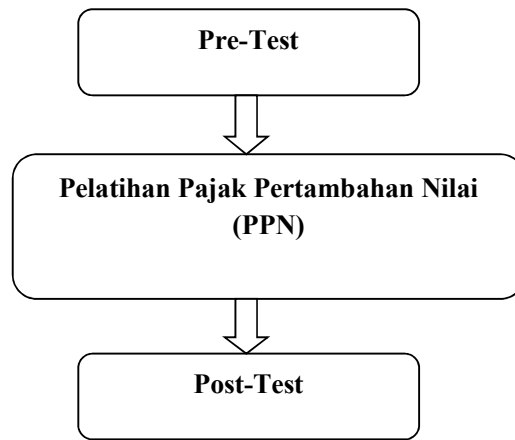 Pre-Test
Pelatihan Pajak Pertambahan Nilai
(PPN)
Post-Test